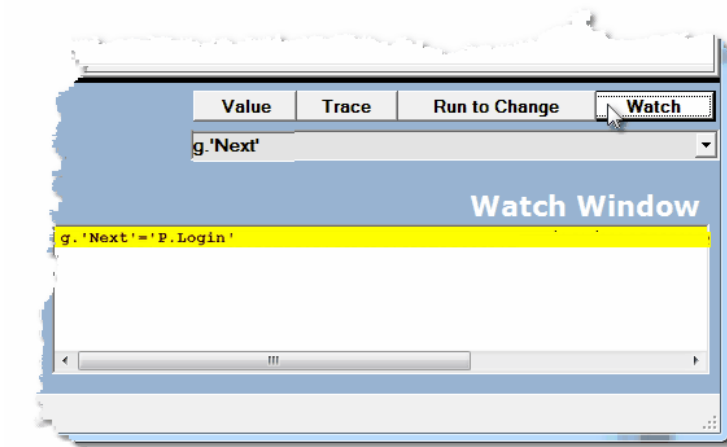 Value Trace Run to Change Watch
g.'Next'
Watch Window
g.'Next'='P.Login'